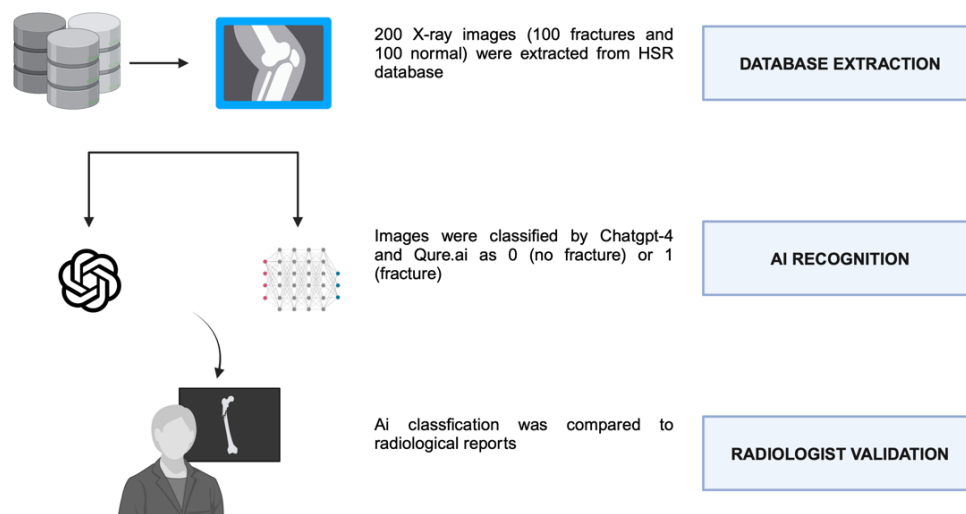 200 X-ray images (100 fractures and
100 normal) were extracted from HSR
database
DATABASE EXTRACTION
Images were classified by Chatgpt-4
and Qure.ai as 0 (no fracture) or 1
(fracture)
AI RECOGNITION
Ai classfication was compared to
radiological reports
RADIOLOGIST VALIDATION